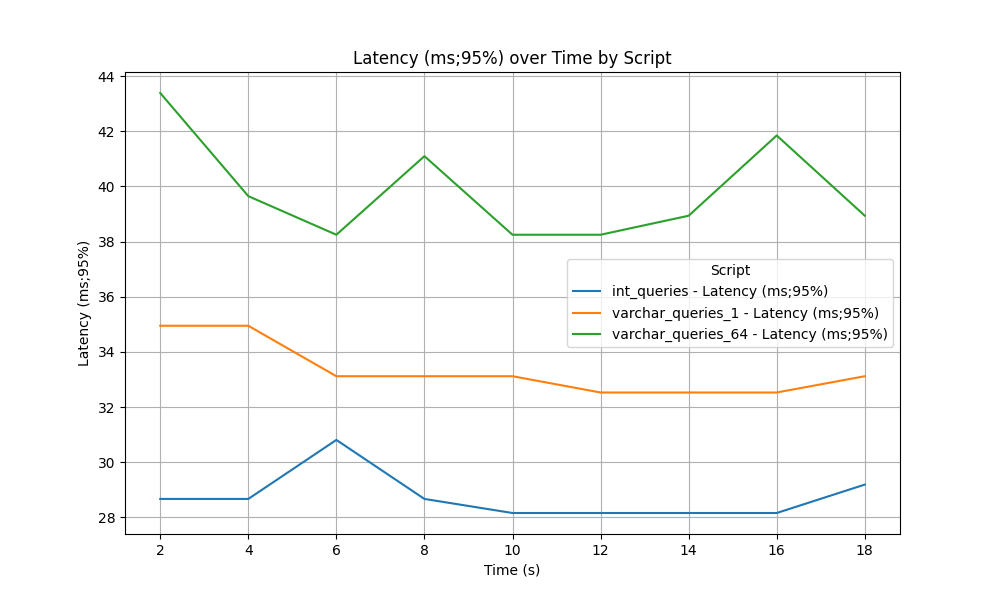 Latency (ms;95%) over Time by Script
Latency (ms;95%)
44
42
40
38
36
34
32
30
28
Script
int_queries - Latency (ms;95%)
varchar_queries_1 - Latency (ms;95%)
varchar_queries_64 - Latency (ms;95%)
2 4 6 8 10 12 14 16 18
Time (s)